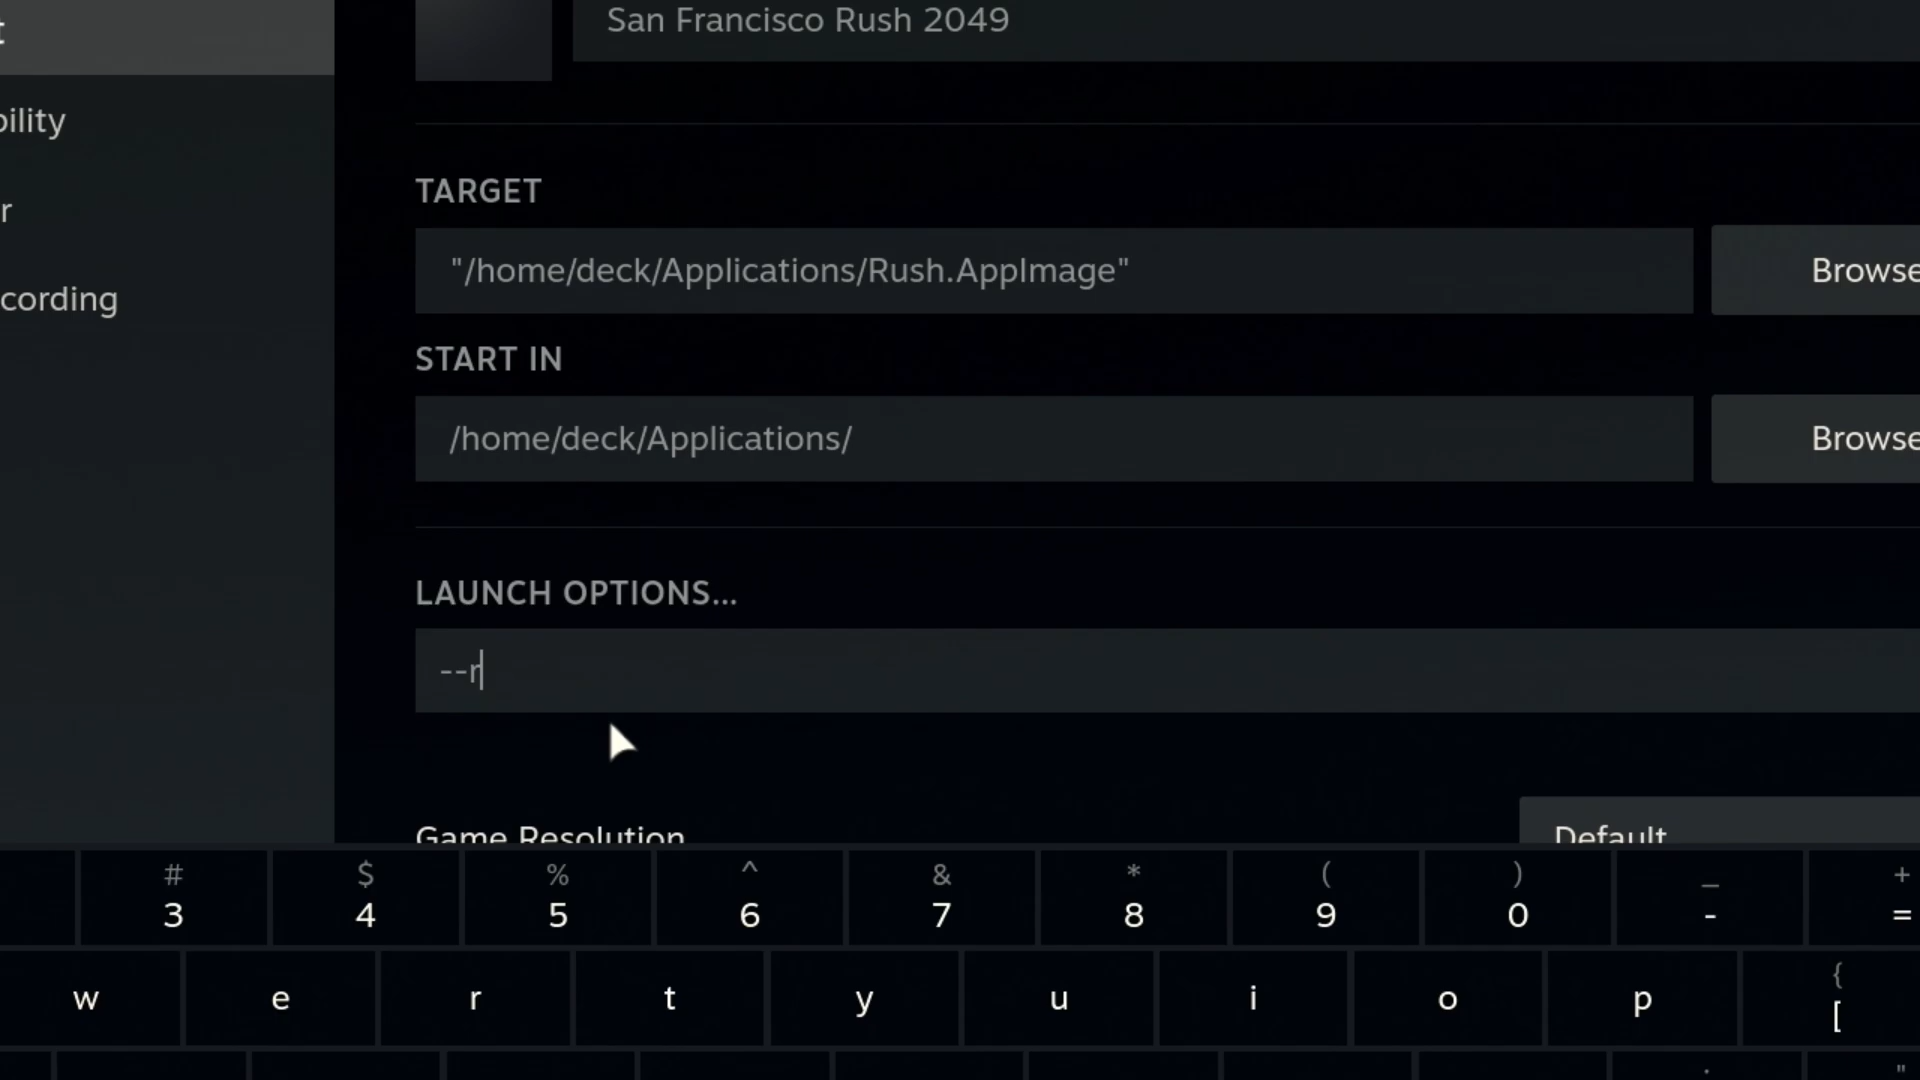 t
San Francisco Rush 2049
bility
TARGET
r
"/home/deck/Applications/Rush.AppImage"
Browse
cording
START IN
/home/deck/Applications/
Browse
LAUNCH OPTIONS...
--r
Game Resolution
Default
# $ % ^ & * ( ) _ +
3 4 5 6 7 8 9 0 - =
{
w e r t y u i o p [
: "